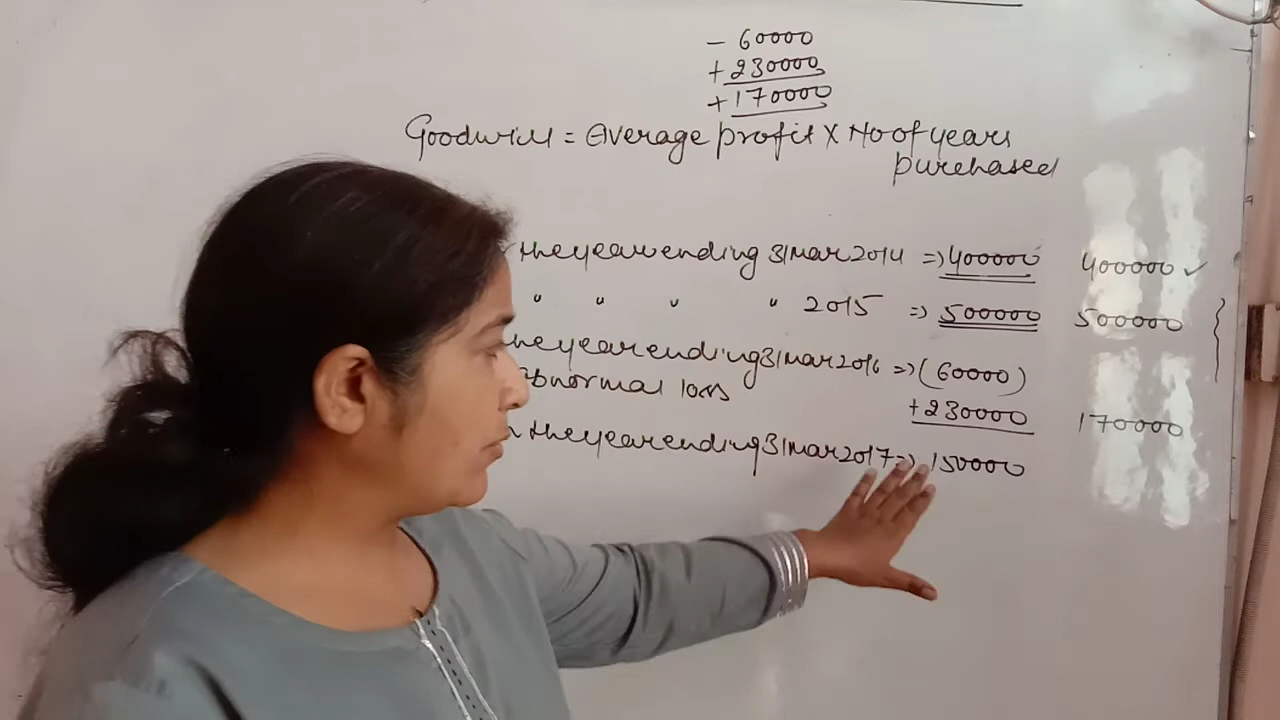 - 60000
+ 230000
+ 170000
Goodwill = Average profit X No of years
purchased
the year ending 31 Mar 2014 => 400000 400000 ✓
" " " " 2015 => 500000 500000
the year ending 31 Mar 2016 => (60000)
abnormal loss +230000 170000
the year ending 31 Mar 2017 => 150000